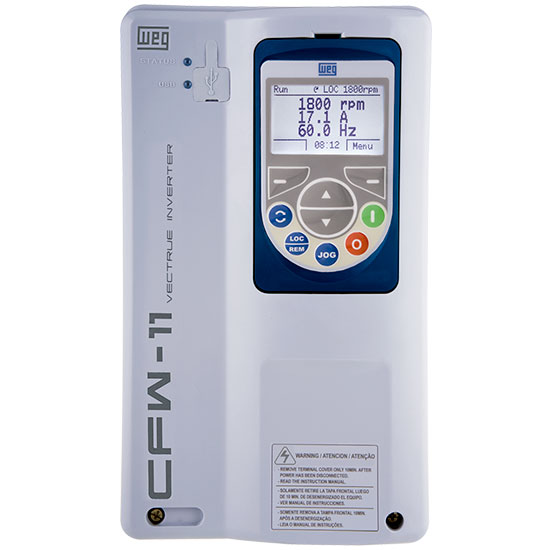 WEG
STATUS
USB
WEG
Run LOC 1800rpm
1800 rpm
17.1 A
60.0 Hz
08:12 Menu
LOC
REM
JOG
I
O
CFW-11
VECTRUE INVERTER
WARNING / ATENCION / ATENÇÃO
- REMOVE TERMINAL COVER ONLY 10MIN. AFTER
POWER HAS BEEN DISCONNECTED.
- READ THE INSTRUCTION MANUAL.
- SOLAMENTE RETIRE LA TAPA FRONTAL LUEGO
DE 10 MIN. DE DESENERGIZADO EL EQUIPO.
- VER MANUAL DE INSTRUCCIONES.
- SOMENTE REMOVA A TAMPA FRONTAL 10MIN.
APÓS A DESENERGIZAÇÃO.
- LEIA O MANUAL DE INSTRUÇÕES.